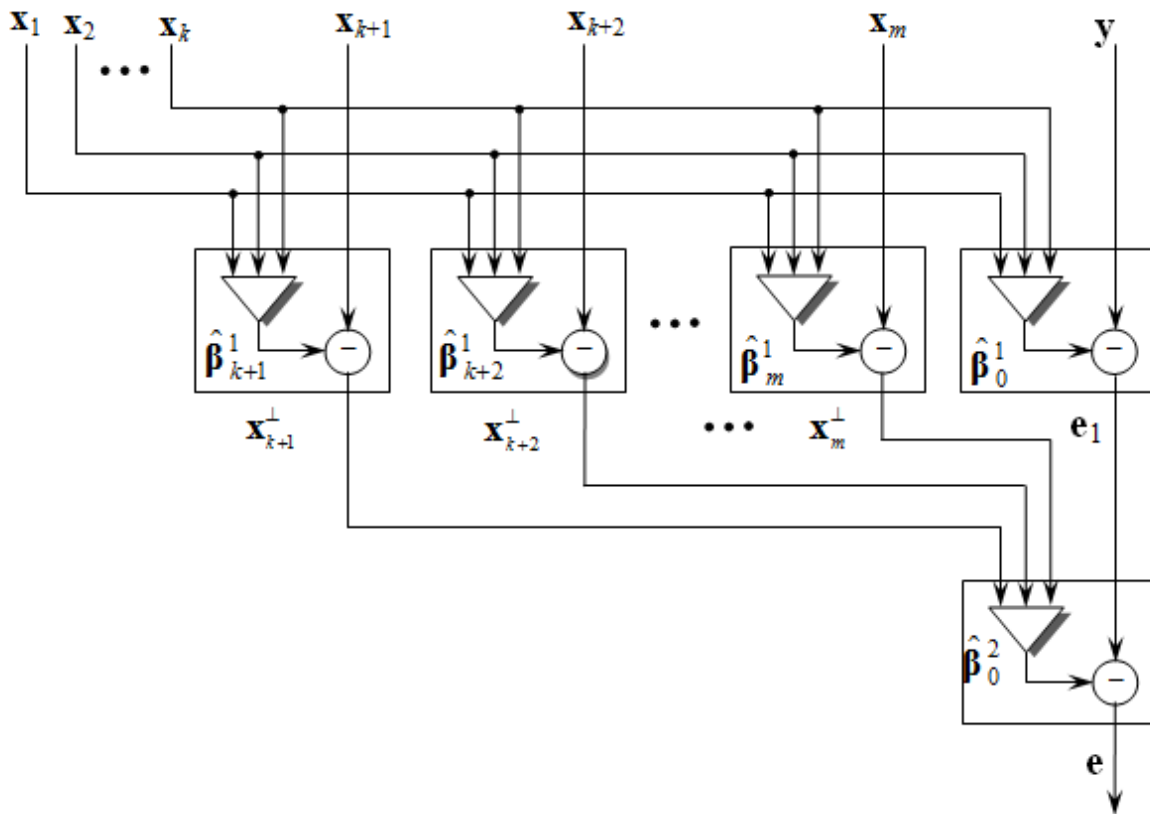 x₁ x₂ ••• xₖ xₖ₊₁ xₖ₊₂ xₘ y
β̂¹ₖ₊₁ − β̂¹ₖ₊₂ − ••• β̂¹ₘ − β̂¹₀ −
x⊥ₖ₊₁ x⊥ₖ₊₂ ••• x⊥ₘ e₁
β̂²₀ −
e